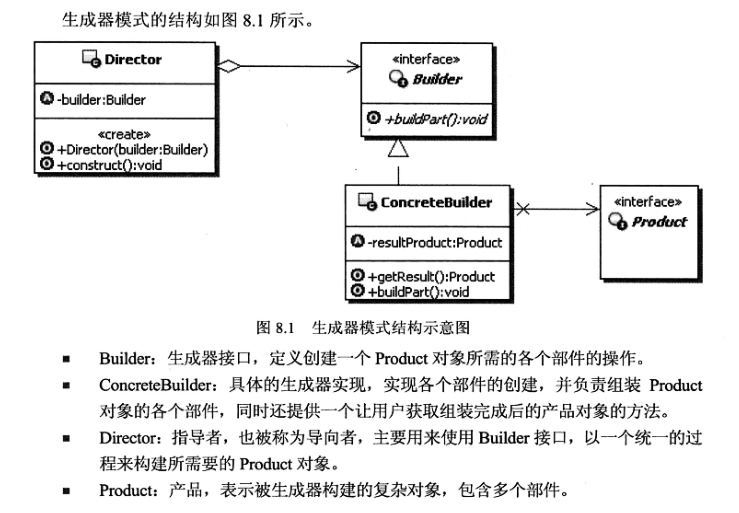 生成器模式的结构如图 8.1 所示。
Director
-builder:Builder
«create»
+Director(builder:Builder)
+construct():void
«interface»
Builder
+buildPart():void
ConcreteBuilder
-resultProduct:Product
+getResult():Product
+buildPart():void
«interface»
Product
图 8.1 生成器模式结构示意图
■ Builder：生成器接口，定义创建一个 Product 对象所需的各个部件的操作。
■ ConcreteBuilder：具体的生成器实现，实现各个部件的创建，并负责组装 Product
对象的各个部件，同时还提供一个让用户获取组装完成后的产品对象的方法。
■ Director：指导者，也被称为导向者，主要用来使用 Builder 接口，以一个统一的过
程来构建所需要的 Product 对象。
■ Product：产品，表示被生成器构建的复杂对象，包含多个部件。